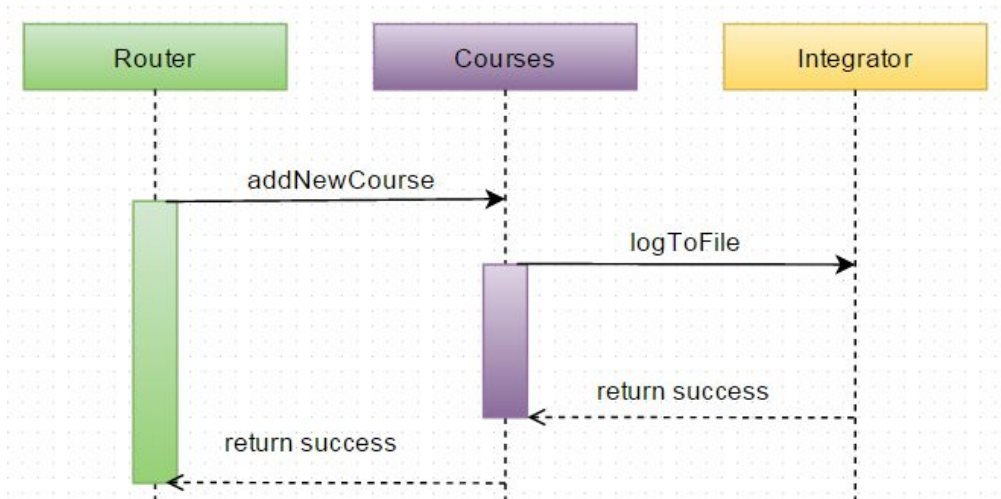 Router
Courses
Integrator
addNewCourse
logToFile
return success
return success